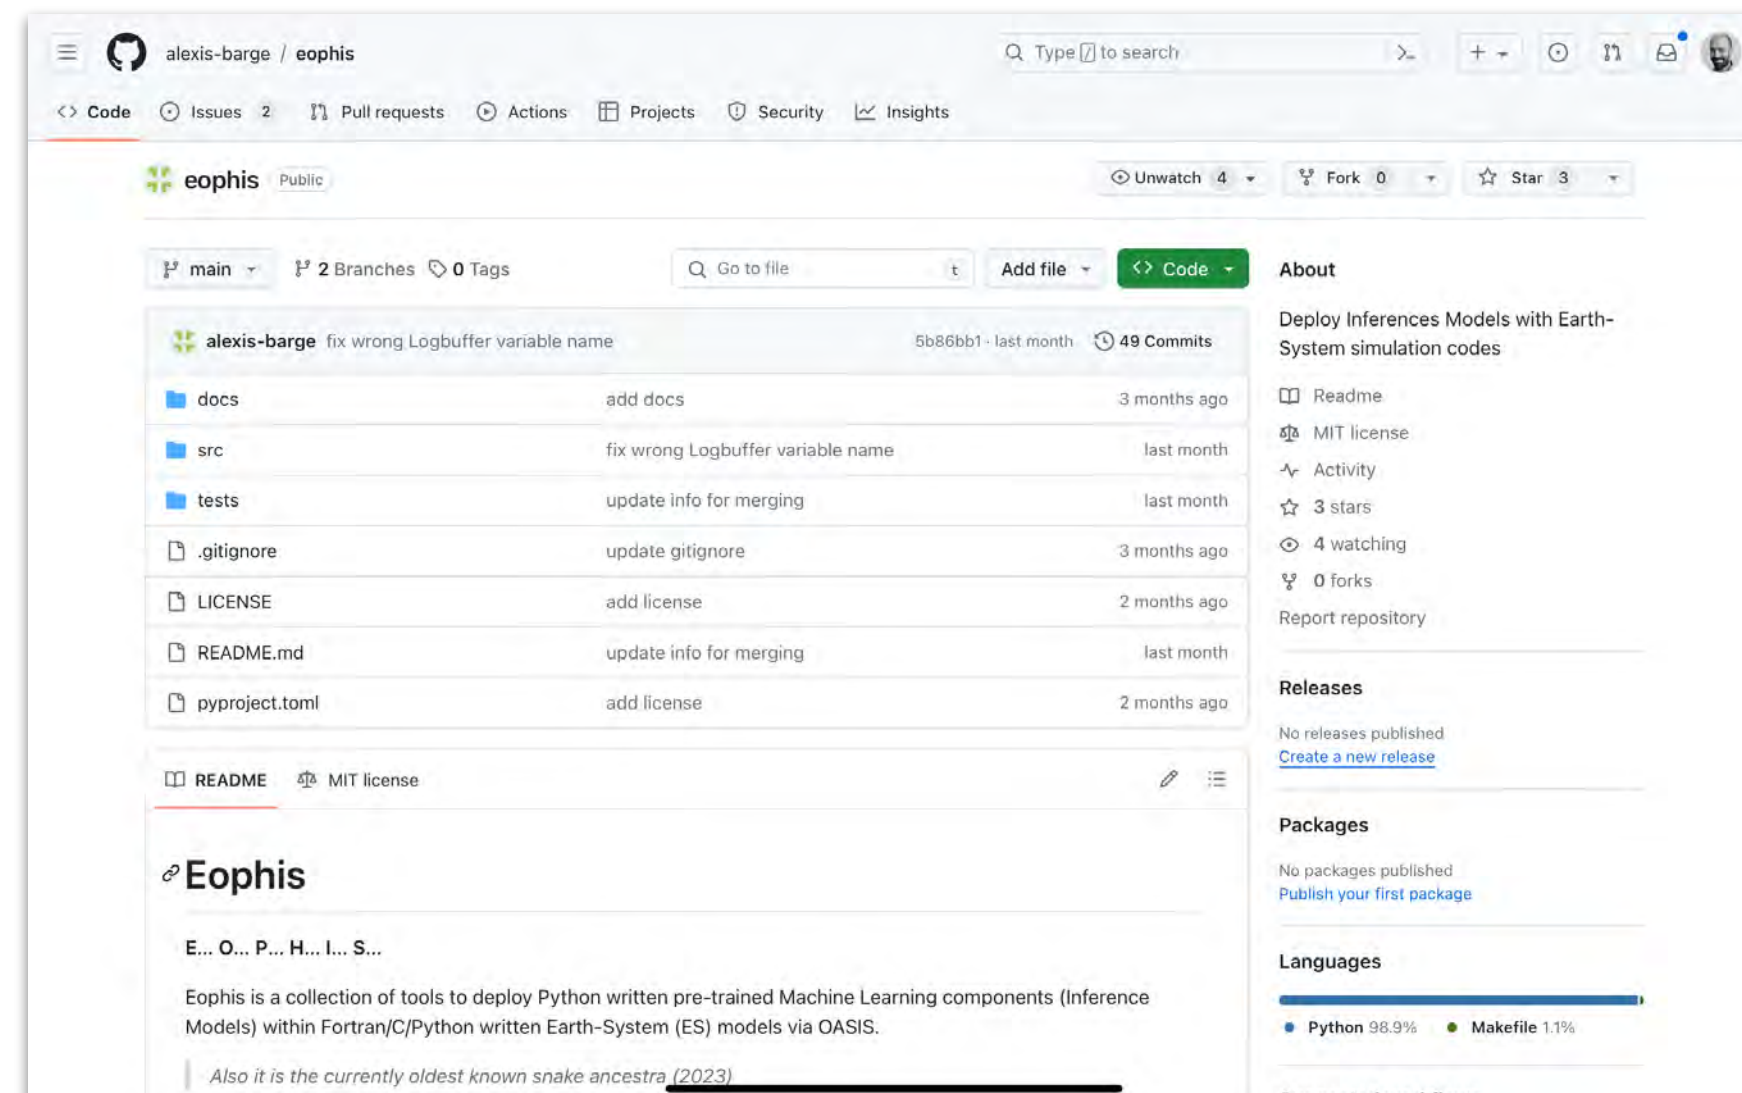 alexis-barge / eophis
Type / to search
Code Issues 2 Pull requests Actions Projects Security Insights
eophis Public
Unwatch 4 Fork 0 Star 3
main 2 Branches 0 Tags
Go to file t Add file Code
alexis-barge fix wrong Logbuffer variable name 5b86bb1 · last month 49 Commits
docs add docs 3 months ago
src fix wrong Logbuffer variable name last month
tests update info for merging last month
.gitignore update gitignore 3 months ago
LICENSE add license 2 months ago
README.md update info for merging last month
pyproject.toml add license 2 months ago
README MIT license
Eophis
E... O... P... H... I... S...
Eophis is a collection of tools to deploy Python written pre-trained Machine Learning components (Inference
Models) within Fortran/C/Python written Earth-System (ES) models via OASIS.
Also it is the currently oldest known snake ancestra (2023)
About
Deploy Inferences Models with Earth-
System simulation codes
Readme
MIT license
Activity
3 stars
4 watching
0 forks
Report repository
Releases
No releases published
Create a new release
Packages
No packages published
Publish your first package
Languages
Python 98.9% Makefile 1.1%